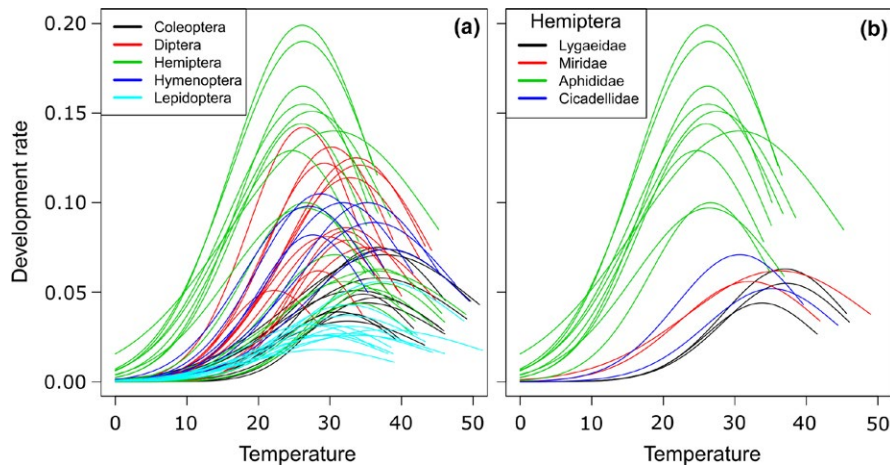 (a)
Coleoptera
Diptera
Hemiptera
Hymenoptera
Lepidoptera
(b)
Hemiptera
Lygaeidae
Miridae
Aphididae
Cicadellidae
Development rate
0.20
0.15
0.10
0.05
0.00
0 10 20 30 40 50
0 10 20 30 40 50
Temperature
Temperature